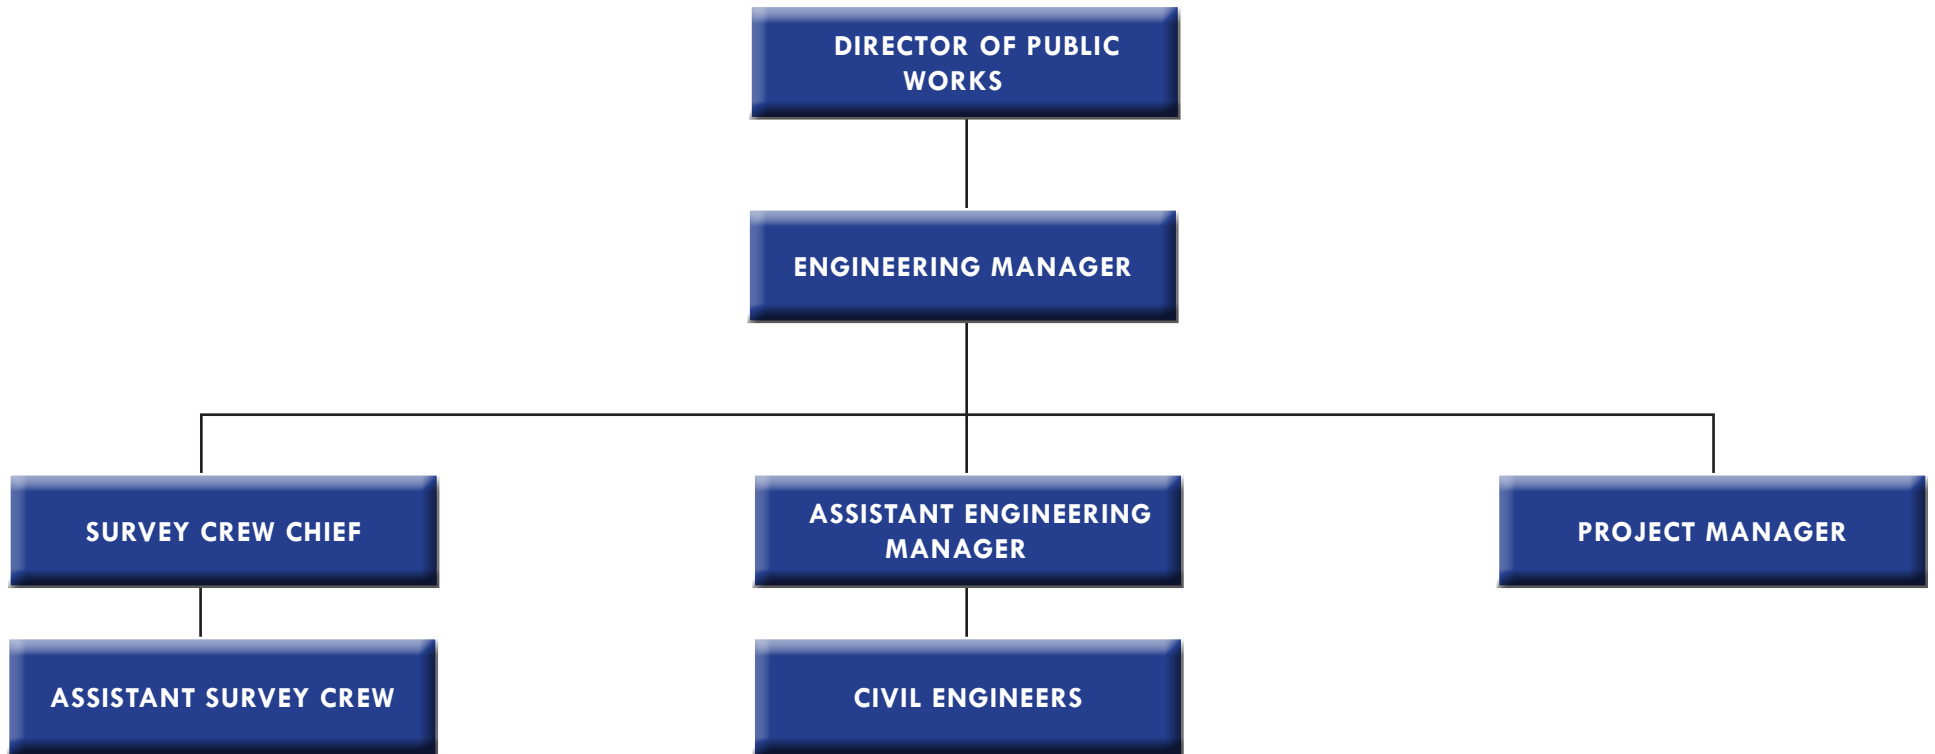 DIRECTOR OF PUBLIC
WORKS
ENGINEERING MANAGER
SURVEY CREW CHIEF
ASSISTANT ENGINEERING
MANAGER
PROJECT MANAGER
ASSISTANT SURVEY CREW
CIVIL ENGINEERS